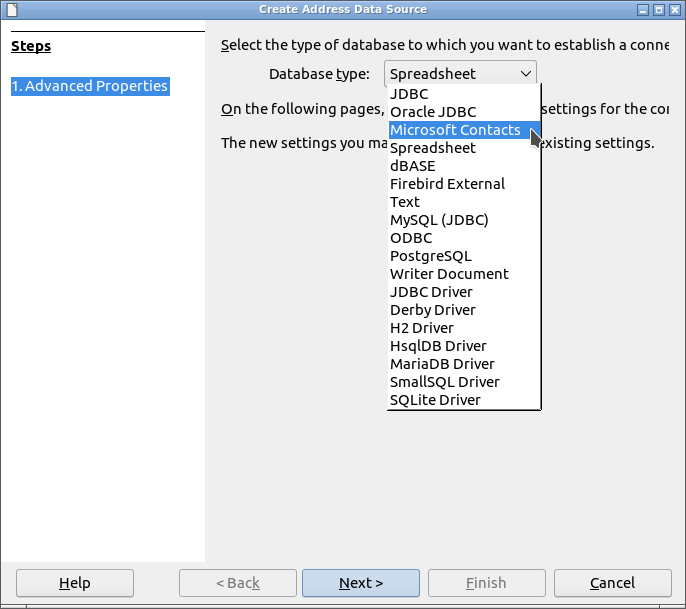 Create Address Data Source
Steps
1. Advanced Properties
Select the type of database to which you want to establish a conne
Database type: Spreadsheet
On the following pages, settings for the cor
The new settings you ma existing settings.
JDBC
Oracle JDBC
Microsoft Contacts
Spreadsheet
dBASE
Firebird External
Text
MySQL (JDBC)
ODBC
PostgreSQL
Writer Document
JDBC Driver
Derby Driver
H2 Driver
HsqlDB Driver
MariaDB Driver
SmallSQL Driver
SQLite Driver
Help
< Back
Next >
Finish
Cancel